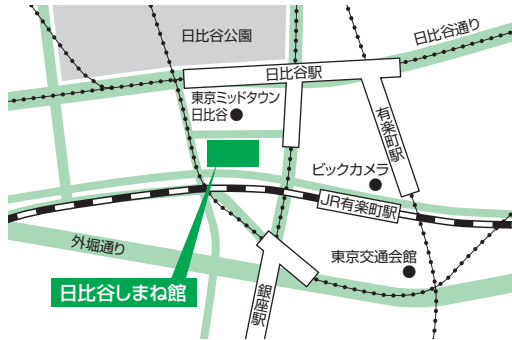 日比谷公園
日比谷通り
日比谷駅
東京ミッドタウン
日比谷
有楽町駅
ビックカメラ
JR有楽町駅
外堀通り
東京交通会館
日比谷しまね館
銀座駅